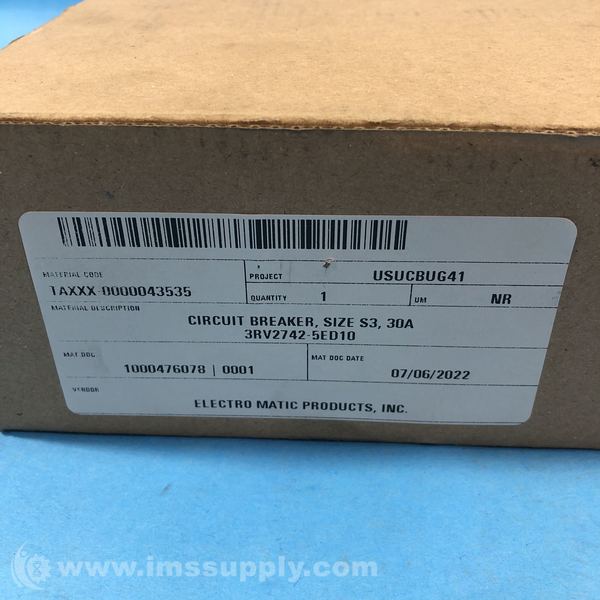 MATERIAL CODE
TAXXX-0000043535
PROJECT USUCBUG41
QUANTITY 1 UM NR
MATERIAL DESCRIPTION
CIRCUIT BREAKER, SIZE S3, 30A
3RV2742-5ED10
MAT DOC
1000476078 | 0001
MAT DOC DATE
07/06/2022
VENDOR
ELECTRO MATIC PRODUCTS, INC.
www.imssupply.com